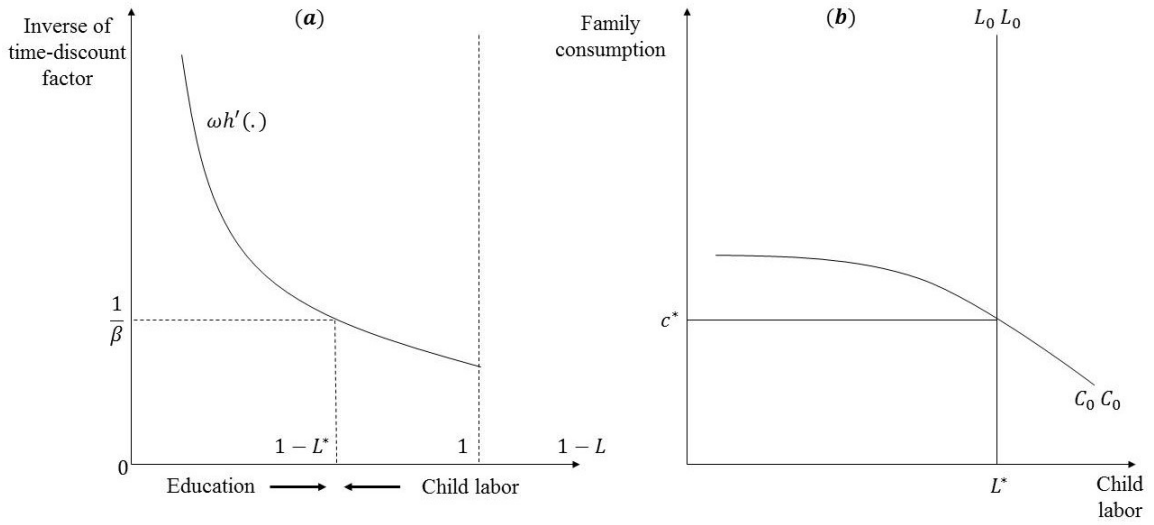 (a)
Inverse of
time-discount
factor
ωh′(.)
1
β
0
1 − L*
1
1 − L
Education
Child labor
(b)
Family
consumption
L₀ L₀
c*
C₀ C₀
L*
Child
labor